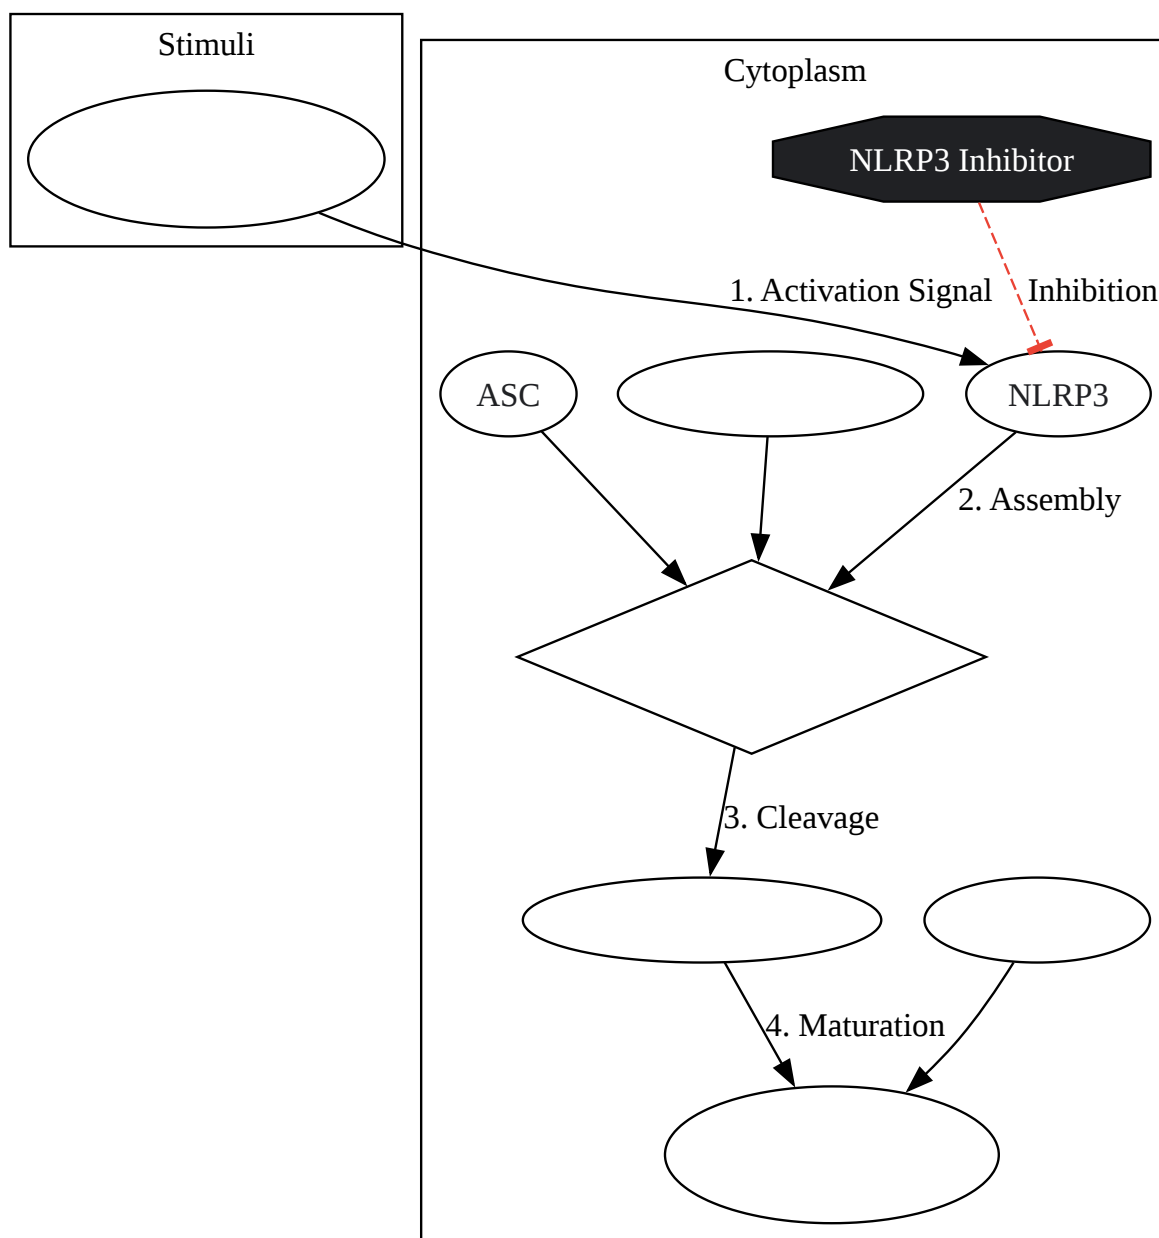 Stimuli
Cytoplasm
NLRP3 Inhibitor
1. Activation Signal
Inhibition
ASC
NLRP3
2. Assembly
3. Cleavage
4. Maturation